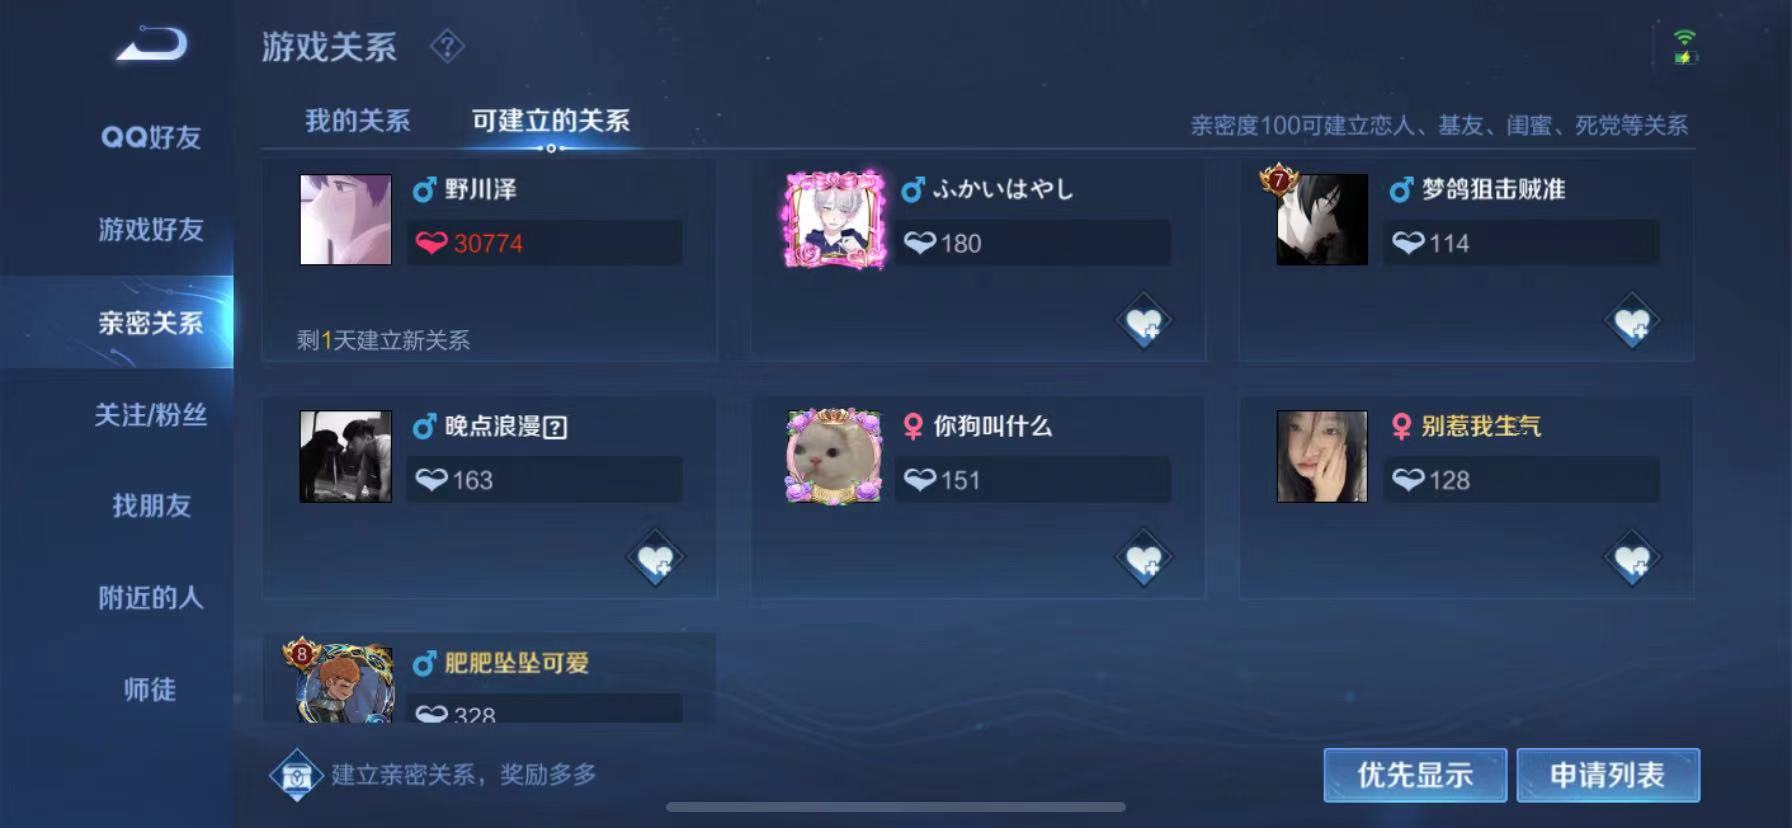 游戏关系
我的关系
可建立的关系
亲密度100可建立恋人、基友、闺蜜、死党等关系
QQ好友
游戏好友
亲密关系
关注/粉丝
找朋友
附近的人
师徒
野川泽
30774
剩1天建立新关系
ふかいはやし
180
7
梦鸽狙击贼准
114
晚点浪漫?
163
你狗叫什么
151
别惹我生气
128
8
肥肥坠坠可爱
328
建立亲密关系，奖励多多
优先显示
申请列表